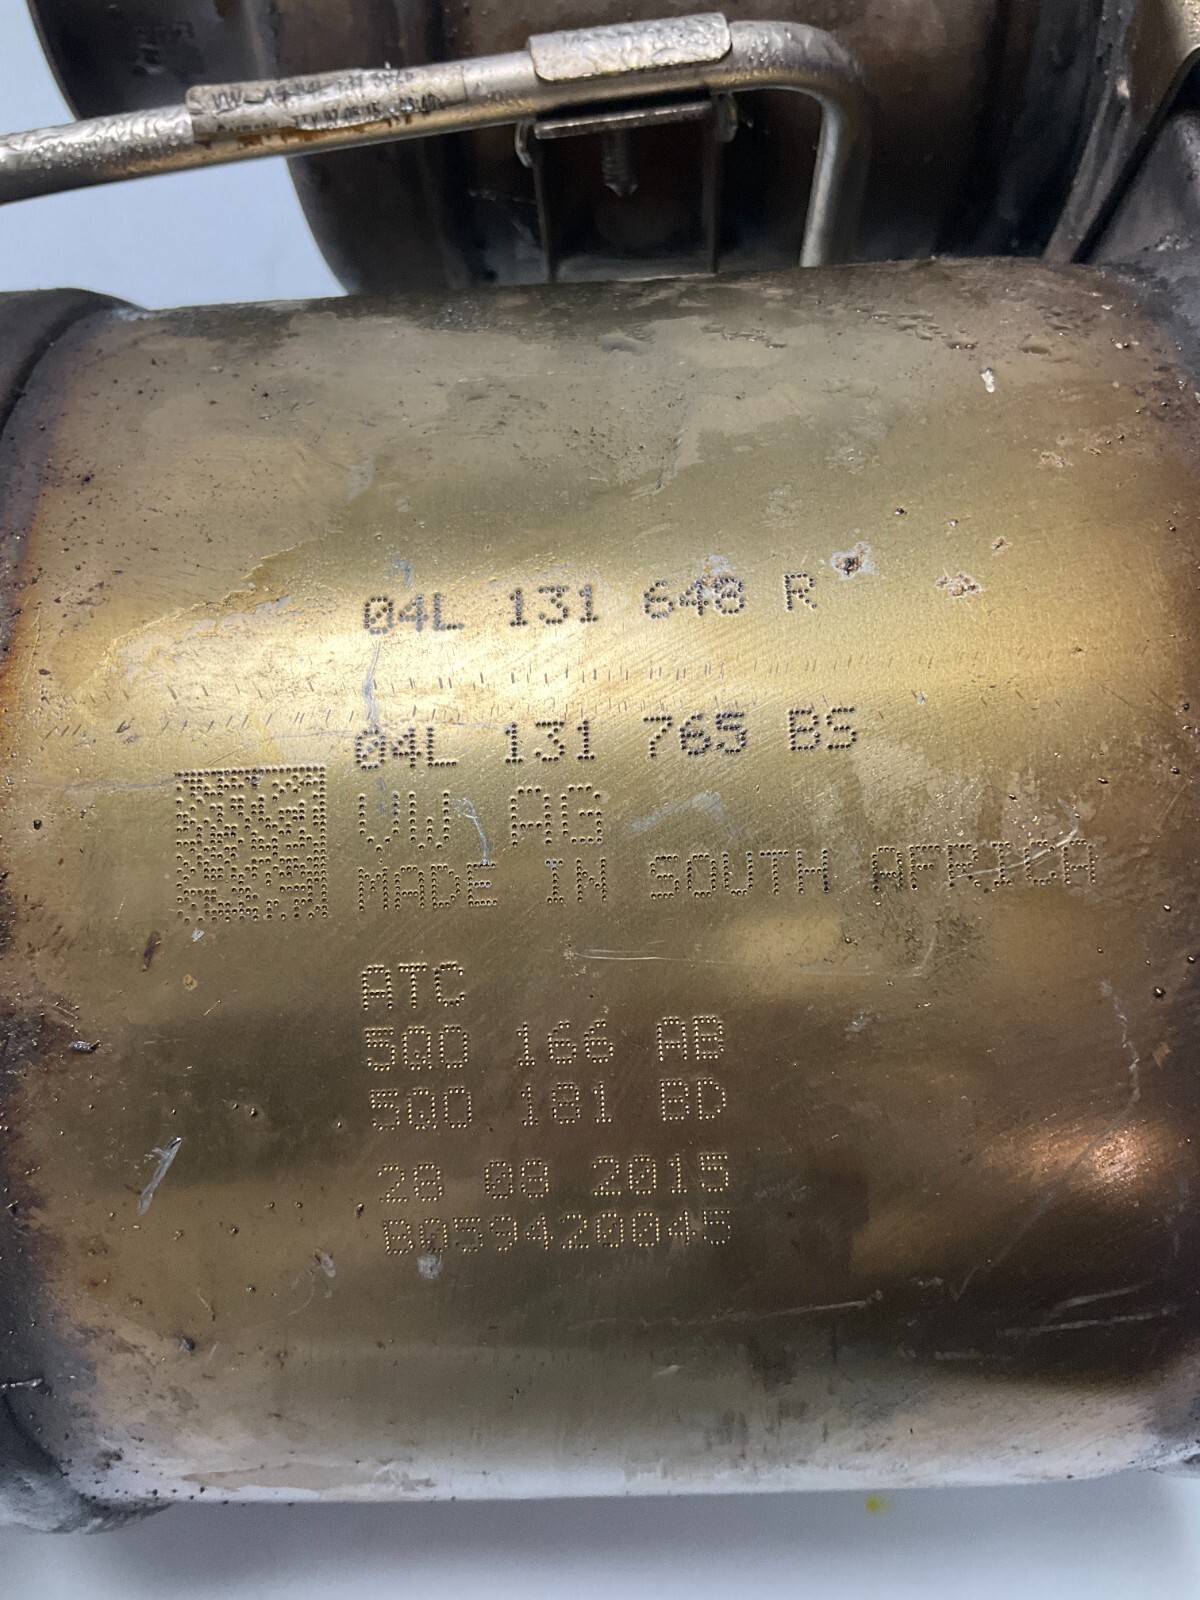 04L 131 648 R
04L 131 765 BS
VW AG
MADE IN SOUTH AFRICA
ATC
5Q0 166 AB
5Q0 181 BD
28 08 2015
B059420045